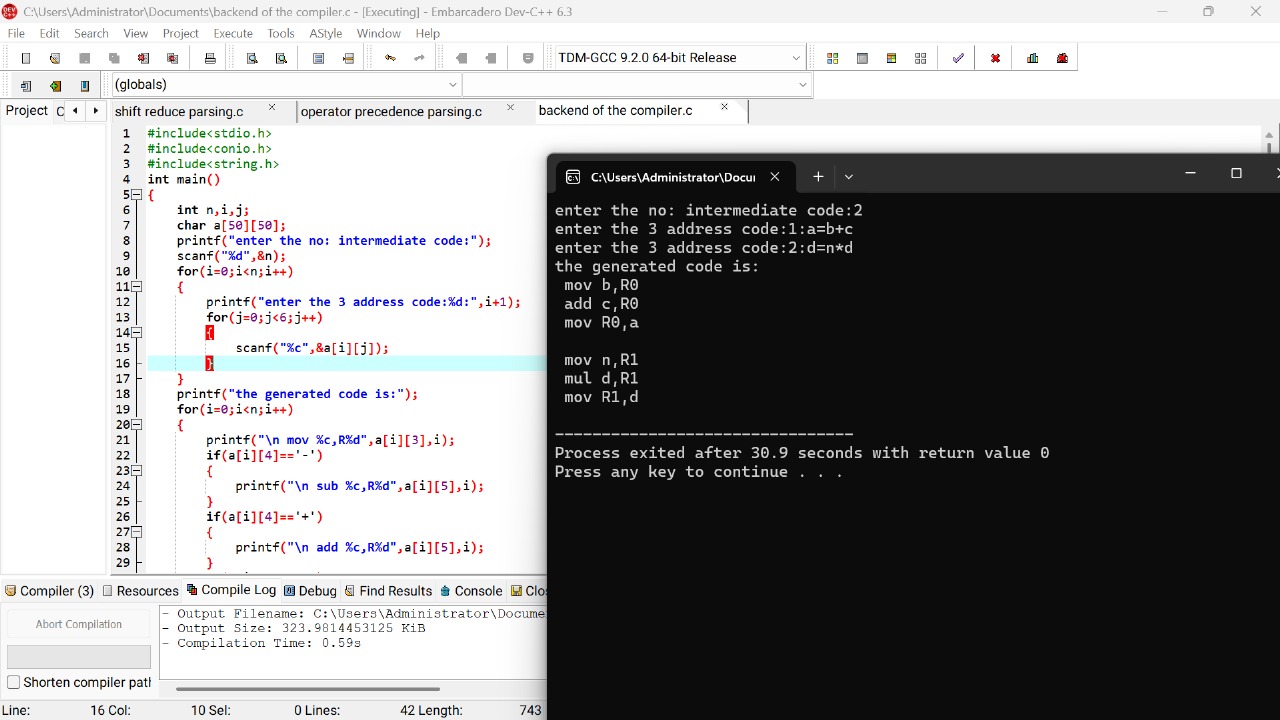 C:\Users\Administrator\Documents\backend of the compiler.c - [Executing] - Embarcadero Dev-C++ 6.3
File Edit Search View Project Execute Tools AStyle Window Help
TDM-GCC 9.2.0 64-bit Release
(globals)
Project C
shift reduce parsing.c operator precedence parsing.c backend of the compiler.c
1 #include<stdio.h>
2 #include<conio.h>
3 #include<string.h>
4 int main()
5 {
6 int n,i,j;
7 char a[50][50];
8 printf("enter the no: intermediate code:");
9 scanf("%d",&n);
10 for(i=0;i<n;i++)
11 {
12 printf("enter the 3 address code:%d:",i+1);
13 for(j=0;j<6;j++)
14 {
15 scanf("%c",&a[i][j]);
16 }
17 }
18 printf("the generated code is:");
19 for(i=0;i<n;i++)
20 {
21 printf("\n mov %c,R%d",a[i][3],i);
22 if(a[i][4]=='-')
23 {
24 printf("\n sub %c,R%d",a[i][5],i);
25 }
26 if(a[i][4]=='+')
27 {
28 printf("\n add %c,R%d",a[i][5],i);
29 }
C:\Users\Administrator\Docu
enter the no: intermediate code:2
enter the 3 address code:1:a=b+c
enter the 3 address code:2:d=n*d
the generated code is:
mov b,R0
add c,R0
mov R0,a
mov n,R1
mul d,R1
mov R1,d
--------------------------------
Process exited after 30.9 seconds with return value 0
Press any key to continue . . .
Compiler (3) Resources Compile Log Debug Find Results Console Clo
Abort Compilation
Shorten compiler path
- Output Filename: C:\Users\Administrator\Docume
- Output Size: 323.9814453125 KiB
- Compilation Time: 0.59s
Line: 16 Col: 10 Sel: 0 Lines: 42 Length: 743